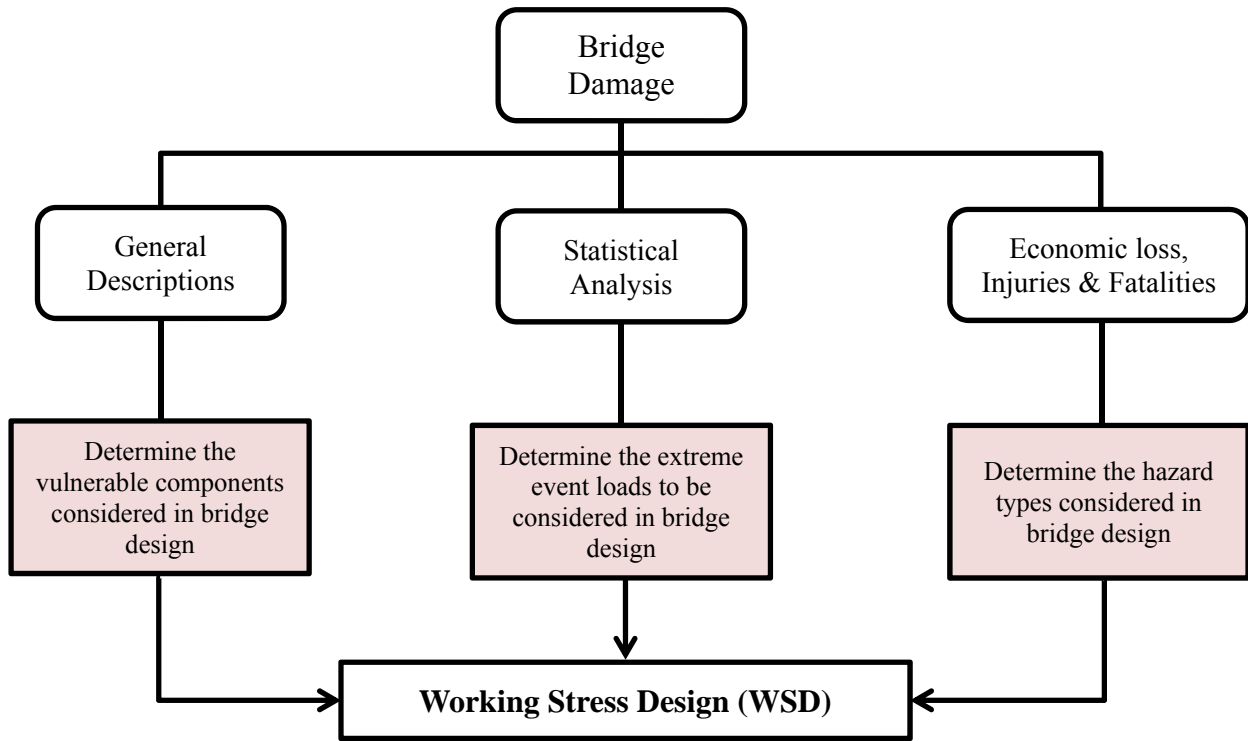 Bridge
Damage
General
Descriptions
Statistical
Analysis
Economic loss,
Injuries & Fatalities
Determine the
vulnerable components
considered in bridge
design
Determine the extreme
event loads to be
considered in bridge
design
Determine the hazard
types considered in
bridge design
Working Stress Design (WSD)